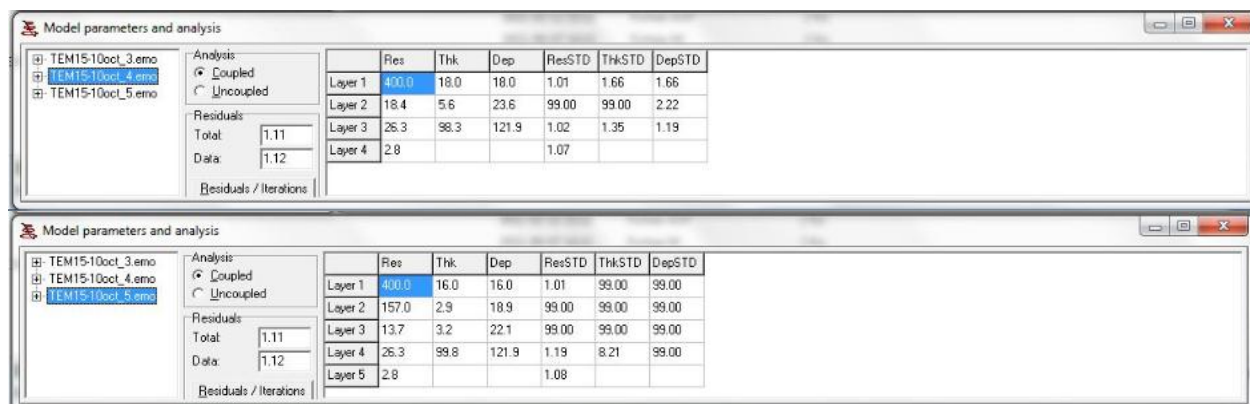 Model parameters and analysis
TEM15-10oct_3.emo
TEM15-10oct_4.emo
TEM15-10oct_5.emo
Analysis
Coupled
Uncoupled
Residuals
Total: 1.11
Data: 1.12
Residuals / Iterations
Res Thk Dep ResSTD ThkSTD DepSTD
Layer 1 400.0 18.0 18.0 1.01 1.66 1.66
Layer 2 18.4 5.6 23.6 99.00 99.00 2.22
Layer 3 26.3 98.3 121.9 1.02 1.35 1.19
Layer 4 2.8 1.07
Model parameters and analysis
TEM15-10oct_3.emo
TEM15-10oct_4.emo
TEM15-10oct_5.emo
Analysis
Coupled
Uncoupled
Residuals
Total: 1.11
Data: 1.12
Residuals / Iterations
Res Thk Dep ResSTD ThkSTD DepSTD
Layer 1 400.0 16.0 16.0 1.01 99.00 99.00
Layer 2 157.0 2.9 18.9 99.00 99.00 99.00
Layer 3 13.7 3.2 22.1 99.00 99.00 99.00
Layer 4 26.3 99.8 121.9 1.19 8.21 99.00
Layer 5 2.8 1.08